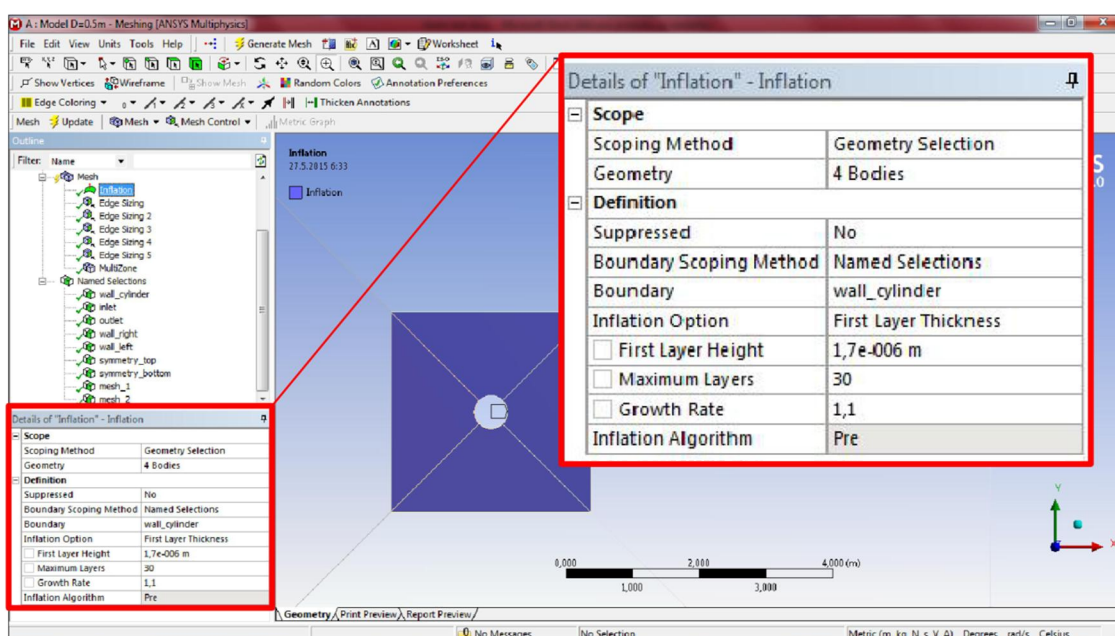 A : Model D=0.5m - Meshing [ANSYS Multiphysics]
File Edit View Units Tools Help Generate Mesh A Worksheet
Show Vertices Wireframe Show Mesh Random Colors Annotation Preferences
Edge Coloring Thicken Annotations
Mesh Update Mesh Mesh Control Metric Graph
Outline
Filter: Name
Mesh
Inflation
Edge Sizing
Edge Sizing 2
Edge Sizing 3
Edge Sizing 4
Edge Sizing 5
MultiZone
Named Selections
wall_cylinder
inlet
outlet
wall_right
wall_left
symmetry_top
symmetry_bottom
mesh_1
mesh_2
Details of "Inflation" - Inflation
Scope
Scoping Method Geometry Selection
Geometry 4 Bodies
Definition
Suppressed No
Boundary Scoping Method Named Selections
Boundary wall_cylinder
Inflation Option First Layer Thickness
First Layer Height 1,7e-006 m
Maximum Layers 30
Growth Rate 1,1
Inflation Algorithm Pre
Inflation
27.5.2015 6:33
Inflation
Details of "Inflation" - Inflation
Scope
Scoping Method Geometry Selection
Geometry 4 Bodies
Definition
Suppressed No
Boundary Scoping Method Named Selections
Boundary wall_cylinder
Inflation Option First Layer Thickness
First Layer Height 1,7e-006 m
Maximum Layers 30
Growth Rate 1,1
Inflation Algorithm Pre
S
.0
Y
X
0,000 2,000 4,000 (m)
1,000 3,000
Geometry Print Preview Report Preview
0 No Messages No Selection Metric (m, kg, N, s, V, A) Degrees rad/s Celsius